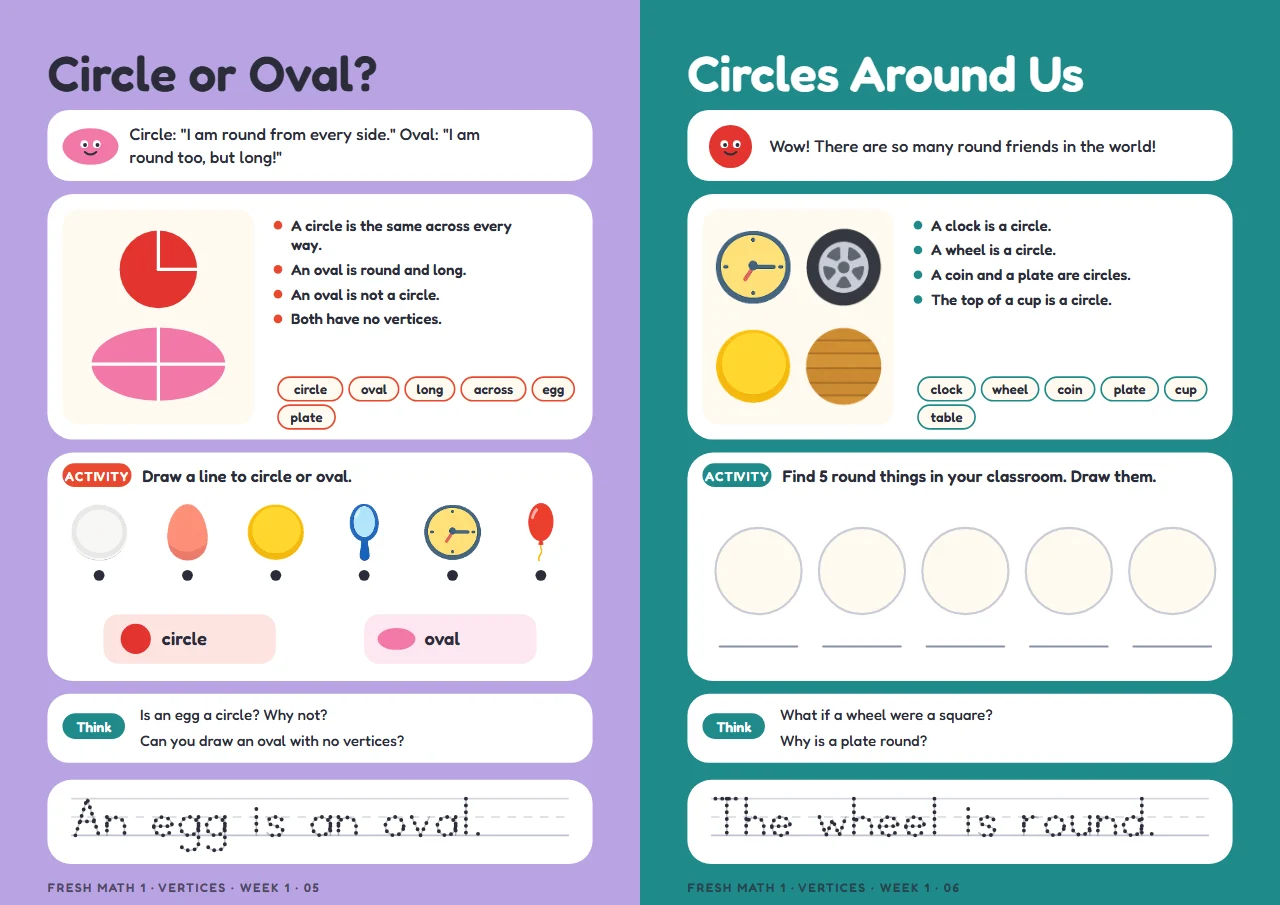 Circle or Oval?
Circle: "I am round from every side." Oval: "I am
round too, but long!"
A circle is the same across every
way.
An oval is round and long.
An oval is not a circle.
Both have no vertices.
circle oval long across egg
plate
ACTIVITY Draw a line to circle or oval.
circle oval
Think
Is an egg a circle? Why not?
Can you draw an oval with no vertices?
An egg is an oval.
FRESH MATH 1 · VERTICES · WEEK 1 · 05
Circles Around Us
Wow! There are so many round friends in the world!
A clock is a circle.
A wheel is a circle.
A coin and a plate are circles.
The top of a cup is a circle.
clock wheel coin plate cup
table
ACTIVITY Find 5 round things in your classroom. Draw them.
Think
What if a wheel were a square?
Why is a plate round?
The wheel is round.
FRESH MATH 1 · VERTICES · WEEK 1 · 06